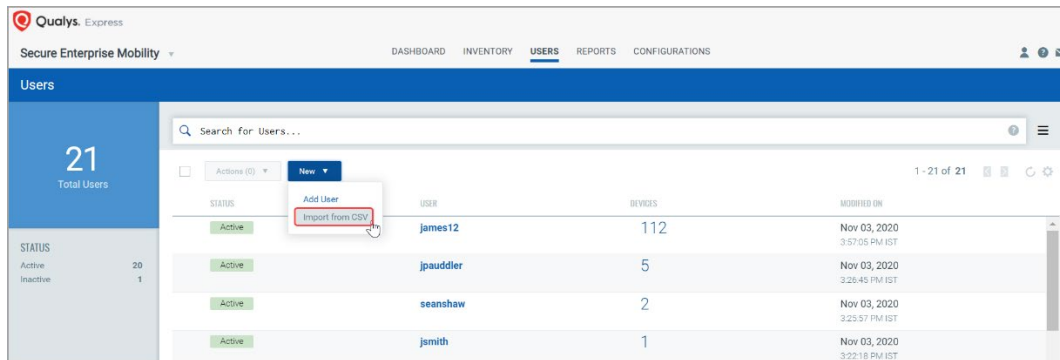 Qualys. Express
Secure Enterprise Mobility
DASHBOARD INVENTORY USERS REPORTS CONFIGURATIONS
Users
21
Total Users
Search for Users...
Actions (0) New
1 - 21 of 21
Add User
Import from CSV
STATUS USER DEVICES MODIFIED ON
Active james12 112 Nov 03, 2020
3:57:05 PM IST
STATUS
Active 20
Inactive 1
Active jpauddler 5 Nov 03, 2020
3:26:45 PM IST
Active seanshaw 2 Nov 03, 2020
3:25:57 PM IST
Active jsmith 1 Nov 03, 2020
3:22:18 PM IST